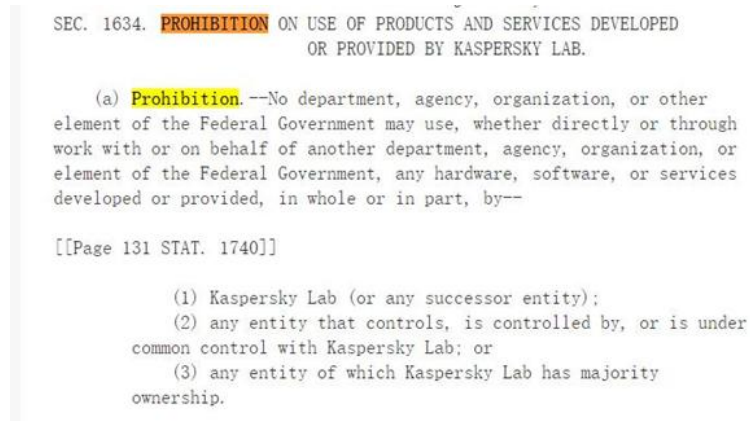 SEC. 1634. PROHIBITION ON USE OF PRODUCTS AND SERVICES DEVELOPED
OR PROVIDED BY KASPERSKY LAB.
(a) Prohibition.--No department, agency, organization, or other
element of the Federal Government may use, whether directly or through
work with or on behalf of another department, agency, organization, or
element of the Federal Government, any hardware, software, or services
developed or provided, in whole or in part, by--
[[Page 131 STAT. 1740]]
(1) Kaspersky Lab (or any successor entity);
(2) any entity that controls, is controlled by, or is under
common control with Kaspersky Lab; or
(3) any entity of which Kaspersky Lab has majority
ownership.